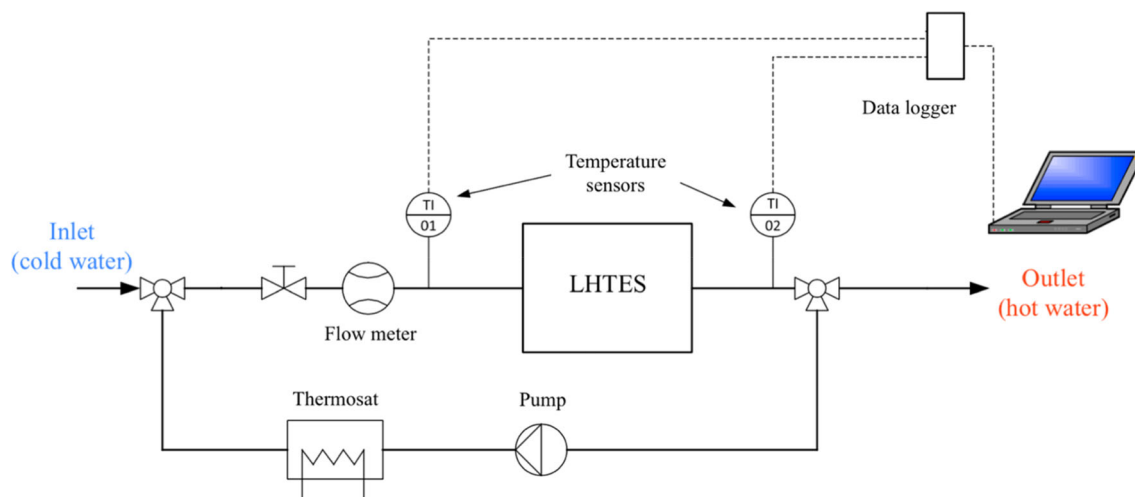 Data logger
Temperature
sensors
TI
01
TI
02
Inlet
(cold water)
LHTES
Outlet
(hot water)
Flow meter
Thermosat
Pump